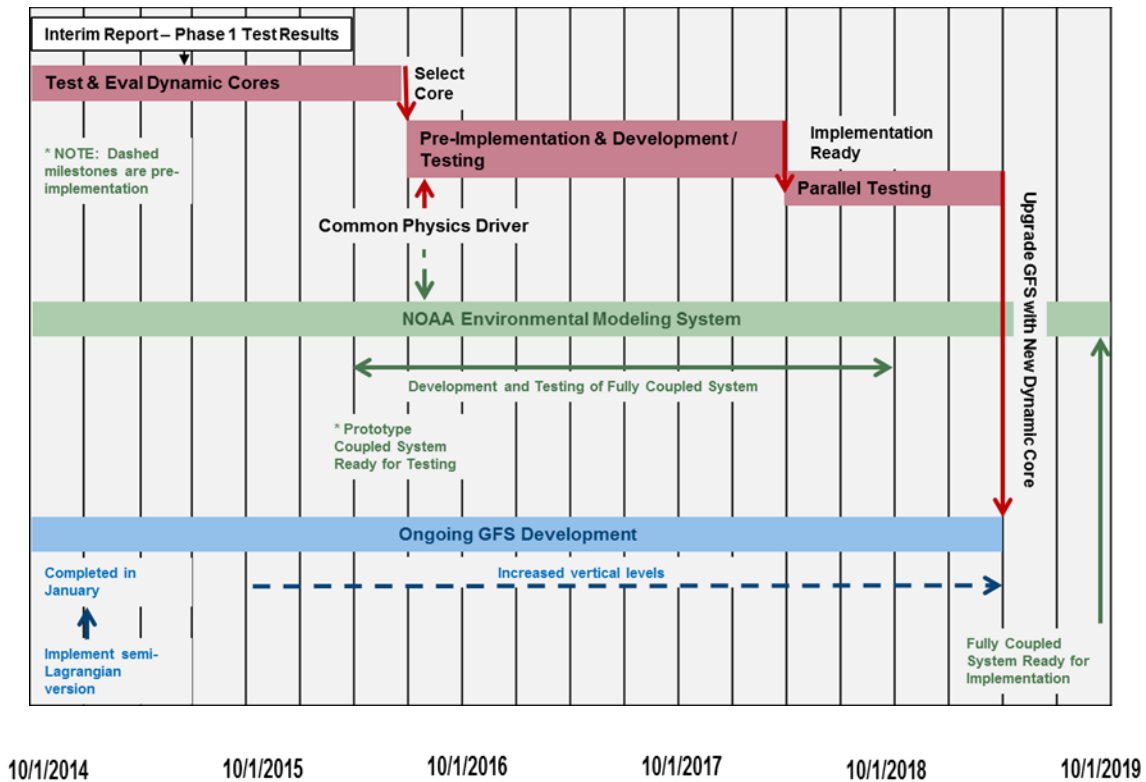 Interim Report – Phase 1 Test Results
Test & Eval Dynamic Cores
Select
Core
Pre-Implementation & Development /
Testing
Implementation
Ready
* NOTE: Dashed
milestones are pre-
implementation
Parallel Testing
Common Physics Driver
Upgrade GFS with New Dynamic Core
NOAA Environmental Modeling System
Development and Testing of Fully Coupled System
* Prototype
Coupled System
Ready for Testing
Ongoing GFS Development
Completed in
January
Increased vertical levels
Implement semi-
Lagrangian
version
Fully Coupled
System Ready for
Implementation
10/1/2014
10/1/2015
10/1/2016
10/1/2017
10/1/2018
10/1/2019